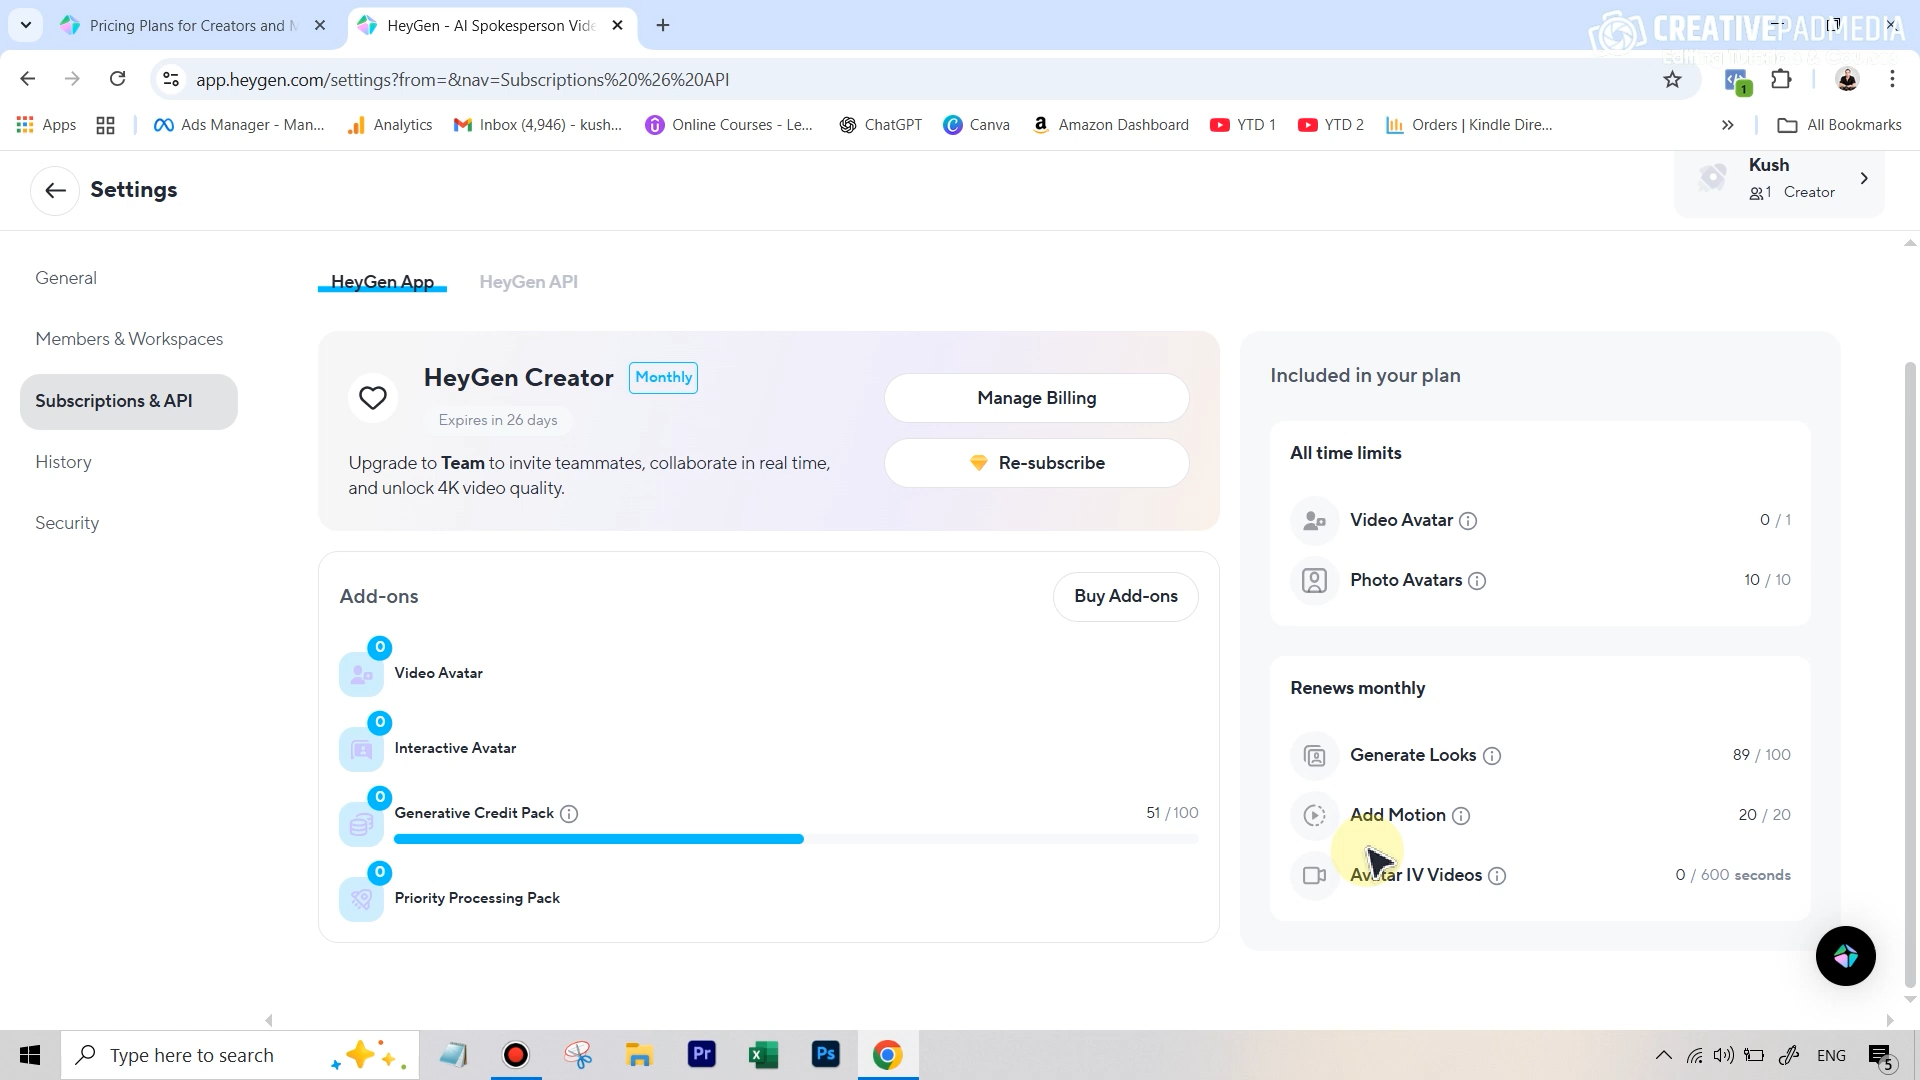 Pricing Plans for Creators and M
HeyGen - AI Spokesperson Vide
CREATIVEPADMEDIA
app.heygen.com/settings?from=&nav=Subscriptions%20%26%20API
1
Apps
Ads Manager - Man...
Analytics
Inbox (4,946) - kush...
Online Courses - Le...
ChatGPT
Canva
Amazon Dashboard
YTD 1
YTD 2
Orders | Kindle Dire...
All Bookmarks
Settings
Kush
1 Creator
General
Members & Workspaces
Subscriptions & API
History
Security
HeyGen App
HeyGen API
HeyGen Creator
Monthly
Expires in 26 days
Upgrade to Team to invite teammates, collaborate in real time,
and unlock 4K video quality.
Manage Billing
Re-subscribe
Add-ons
Buy Add-ons
0
Video Avatar
0
Interactive Avatar
0
Generative Credit Pack
51 / 100
0
Priority Processing Pack
Included in your plan
All time limits
Video Avatar
0 / 1
Photo Avatars
10 / 10
Renews monthly
Generate Looks
89 / 100
Add Motion
20 / 20
Avatar IV Videos
0 / 600 seconds
Type here to search
Pr
Ps
ENG
5